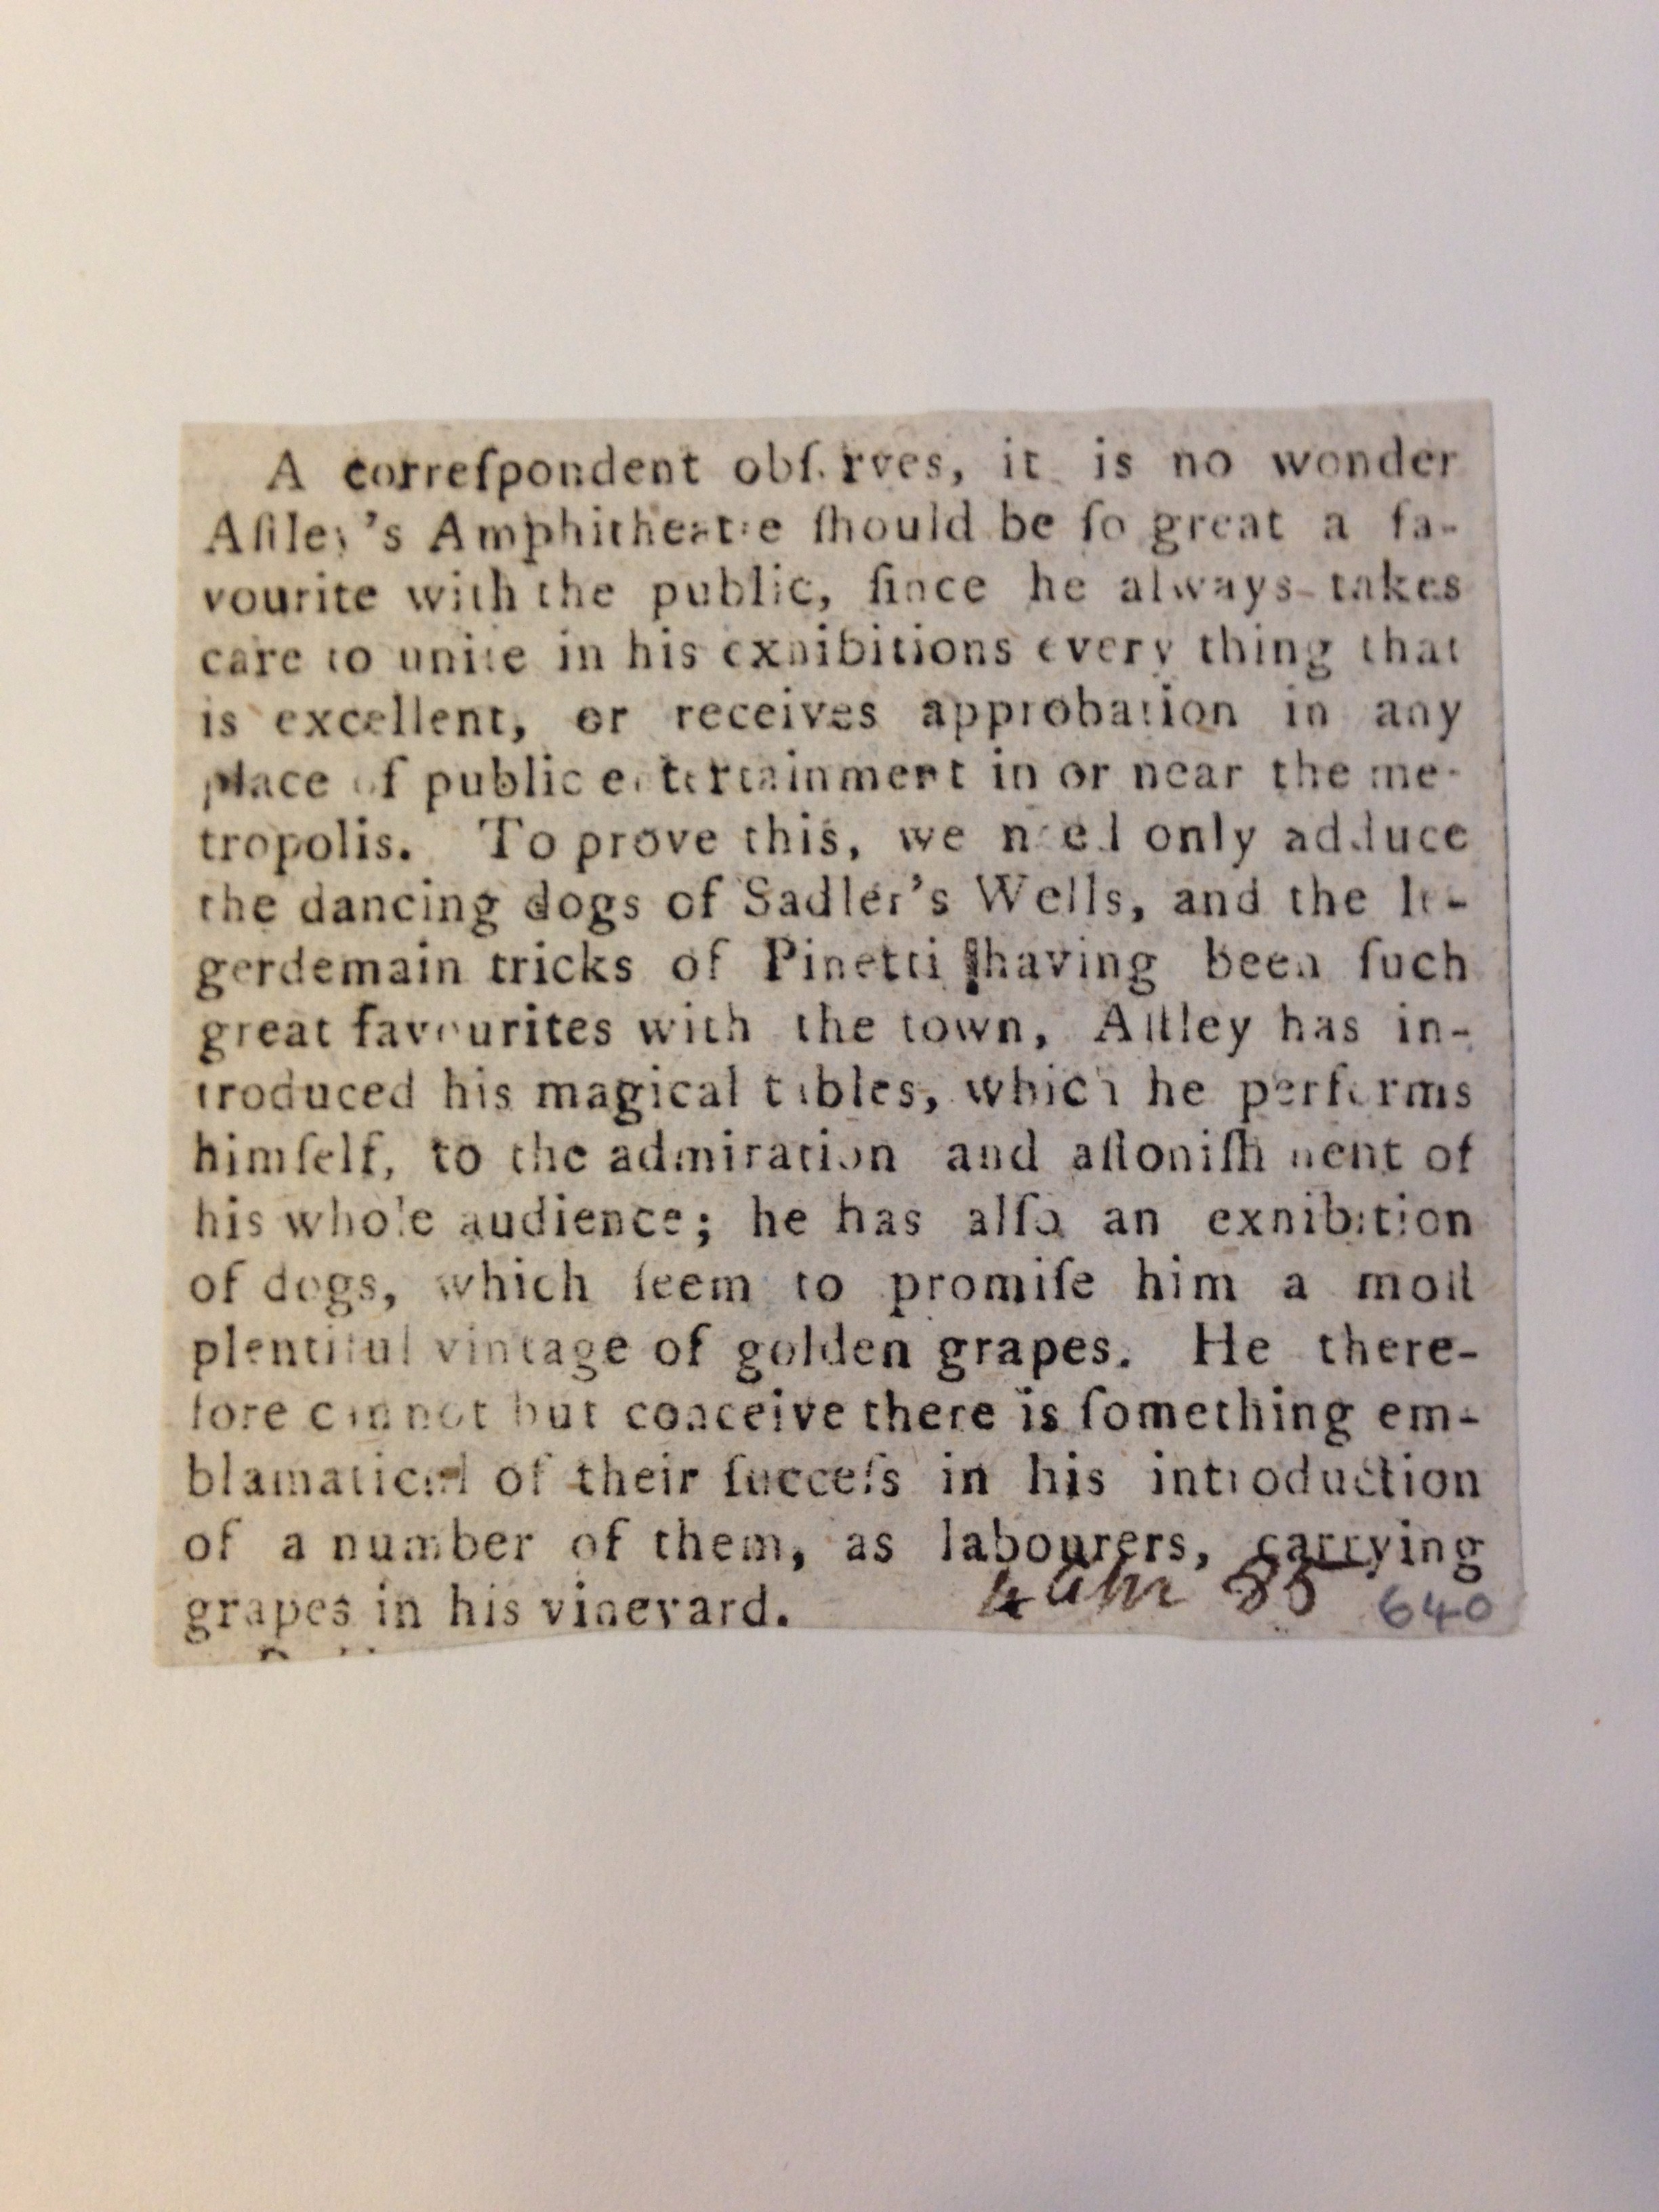 A correſpondent obſerves, it is no wonder
Aſtley's Amphitheatre ſhould be ſo great a fa-
vourite with the public, ſince he always takes
care to unite in his exhibitions every thing that
is excellent, or receives approbation in any
place of public entertainment in or near the me-
tropolis. To prove this, we need only adduce
the dancing dogs of Sadler's Wells, and the le-
gerdemain tricks of Pinetti having been ſuch
great favourites with the town, Aſtley has in-
troduced his magical tables, which he performs
himſelf, to the admiration and aſtoniſhment of
his whole audience; he has alſo an exhibition
of dogs, which ſeem to promiſe him a moſt
plentiful vintage of golden grapes. He there-
fore cannot but conceive there is ſomething em-
blamatical of their ſucceſs in his introduction
of a number of them, as labourers, carrying
grapes in his vineyard.
4 85 640